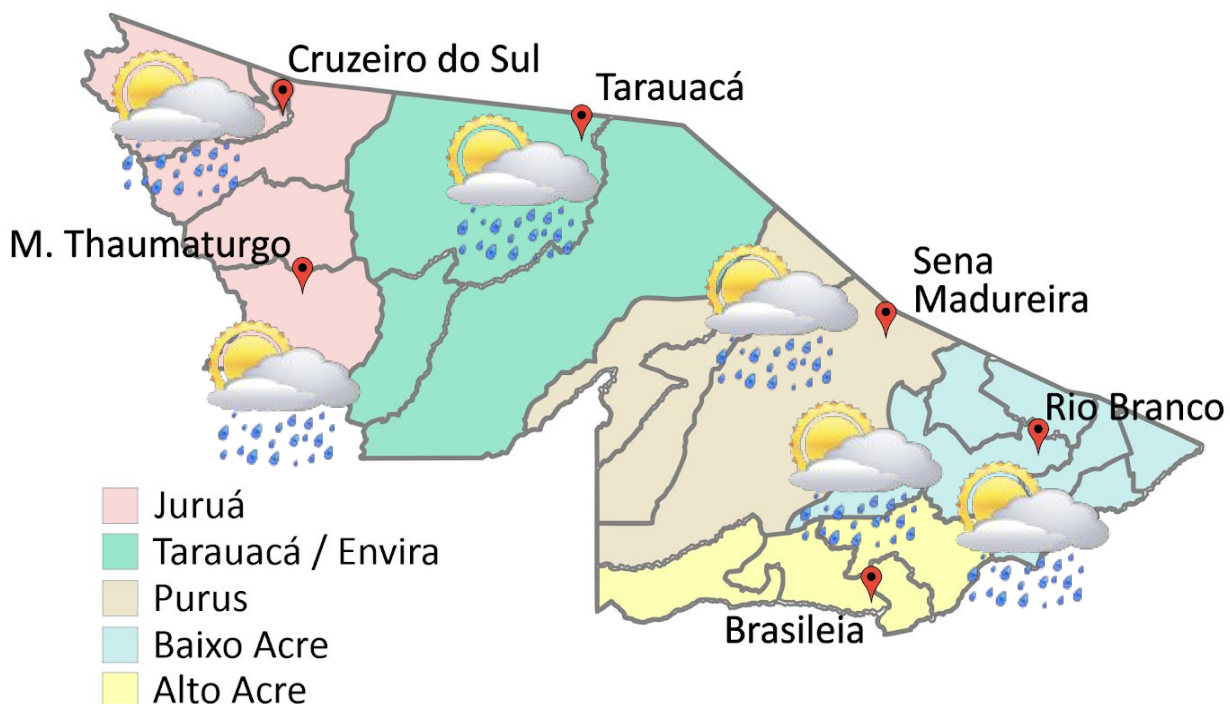 Cruzeiro do Sul
Tarauacá
M. Thaumaturgo
Sena
Madureira
Rio Branco
Brasileia
Juruá
Tarauacá / Envira
Purus
Baixo Acre
Alto Acre